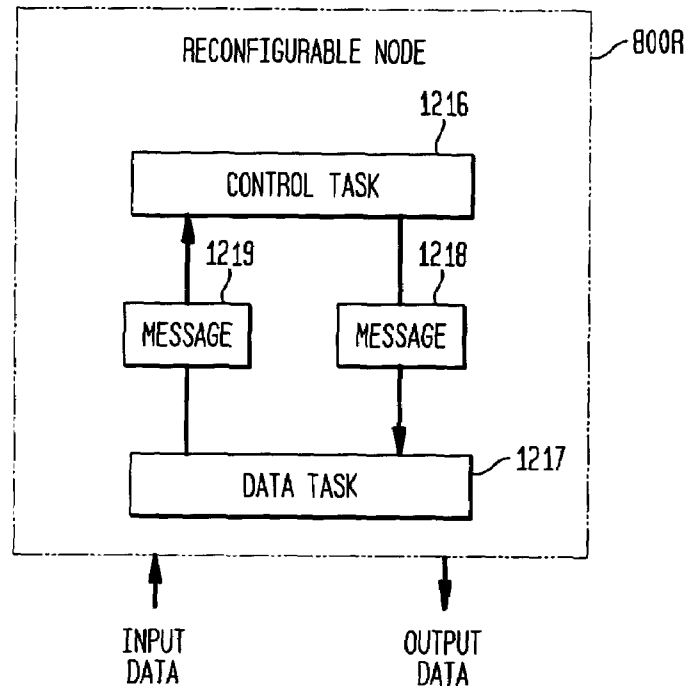 RECONFIGURABLE NODE
800R
1216
CONTROL TASK
1219
1218
MESSAGE
MESSAGE
1217
DATA TASK
INPUT
DATA
OUTPUT
DATA